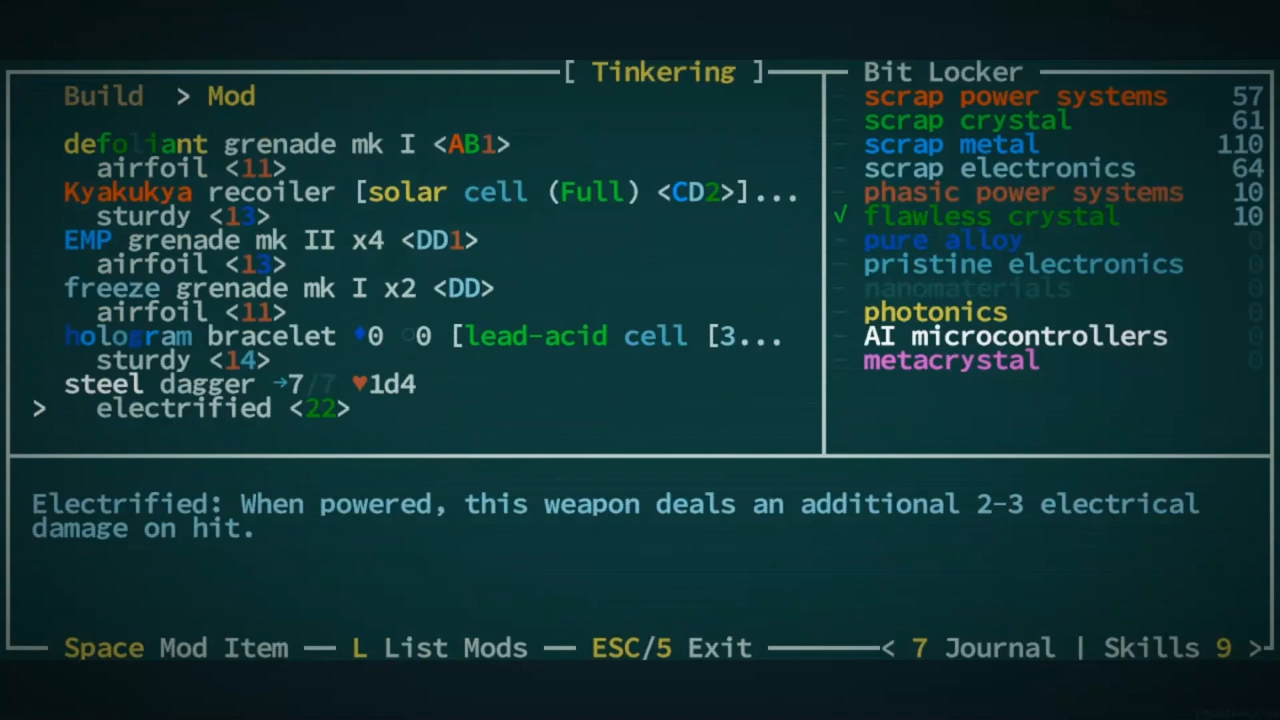 [ Tinkering ]
Build > Mod
defoliant grenade mk I <AB1>
airfoil <11>
Kyakukya recoiler [solar cell (Full) <CD2>]...
sturdy <13>
EMP grenade mk II x4 <DD1>
airfoil <13>
freeze grenade mk I x2 <DD>
airfoil <11>
hologram bracelet ♦0 ○0 [lead-acid cell [3...
sturdy <14>
steel dagger →7/7 ♥1d4
> electrified <22>
Bit Locker
- scrap power systems 57
- scrap crystal 61
- scrap metal 110
- scrap electronics 64
- phasic power systems 10
√ flawless crystal 10
- pure alloy 0
- pristine electronics 0
- nanomaterials 0
- photonics 0
- AI microcontrollers 0
- metacrystal 0
Electrified: When powered, this weapon deals an additional 2-3 electrical
damage on hit.
Space Mod Item — L List Mods — ESC/5 Exit
< 7 Journal | Skills 9 >